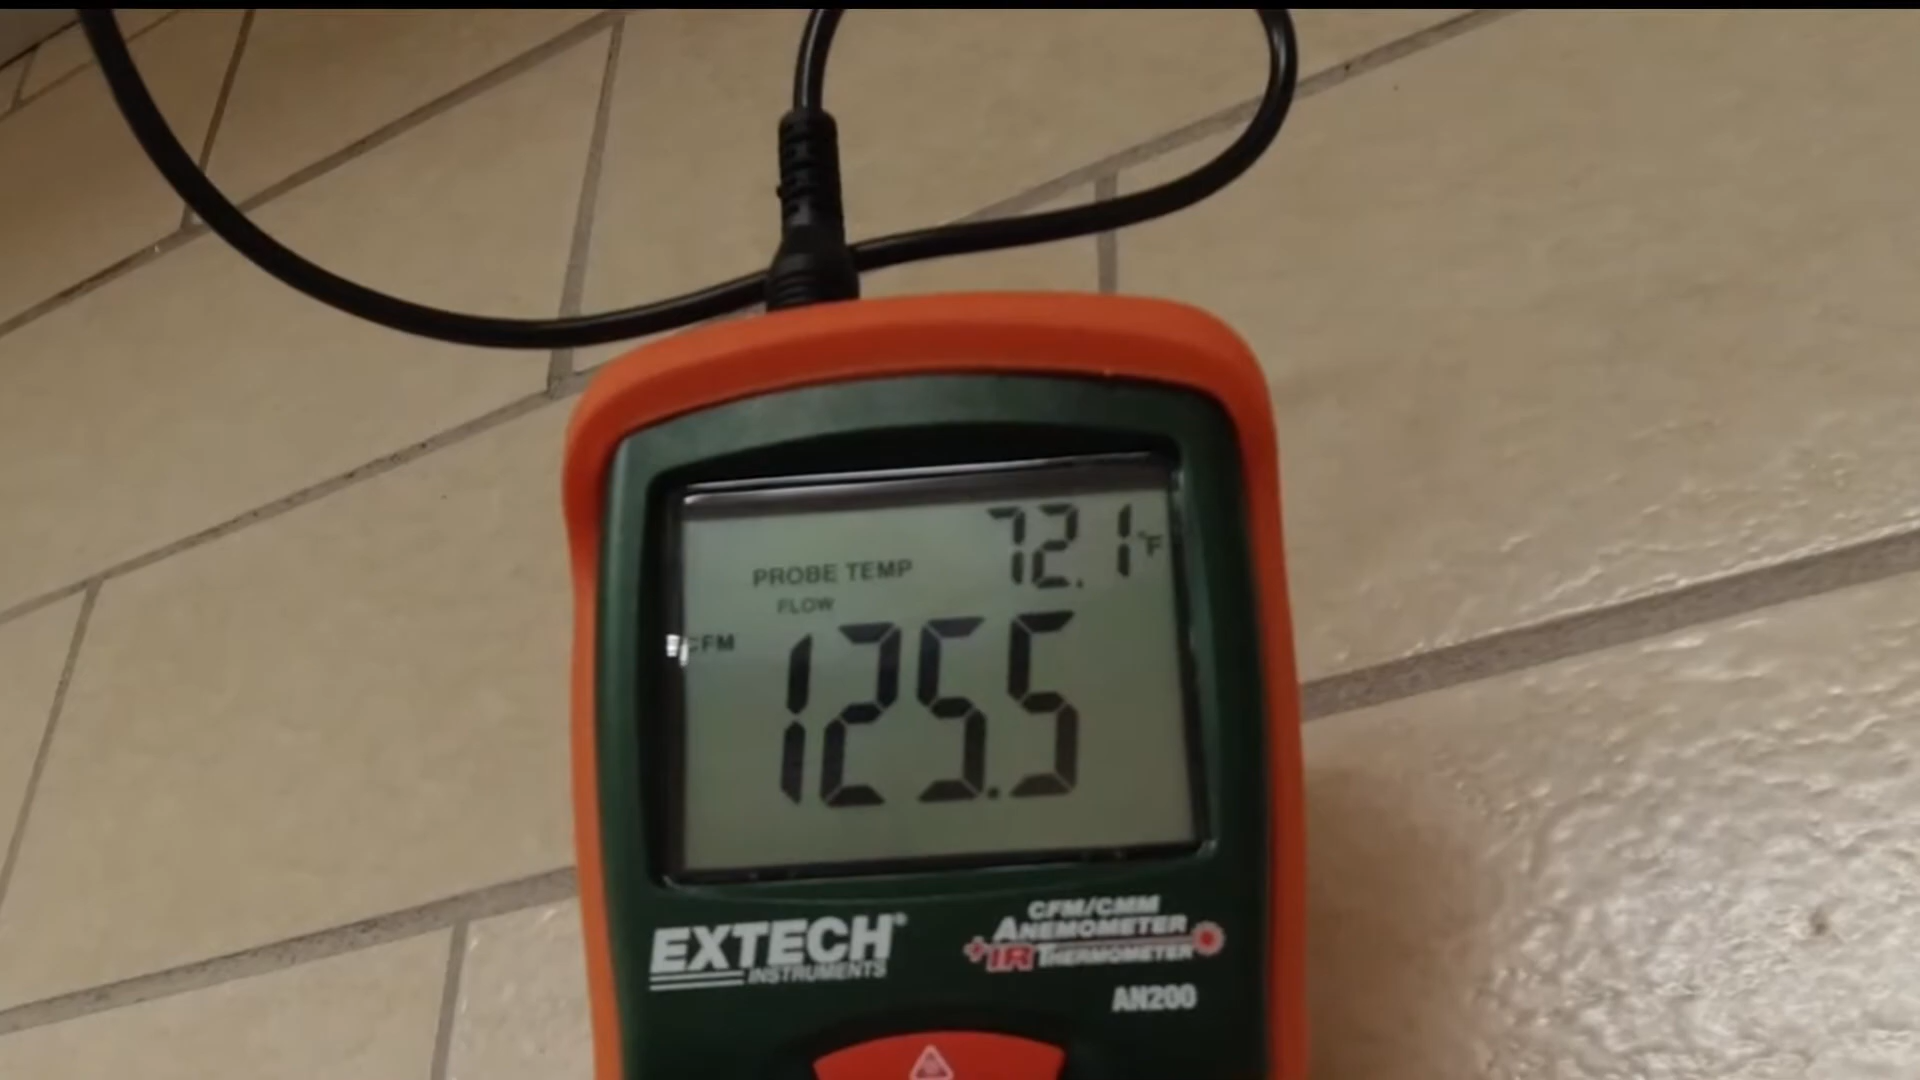 72.1°F
PROBE TEMP
FLOW
CFM
125.5
EXTECH®
INSTRUMENTS
CFM/CMM
ANEMOMETER
+IR THERMOMETER
AN200